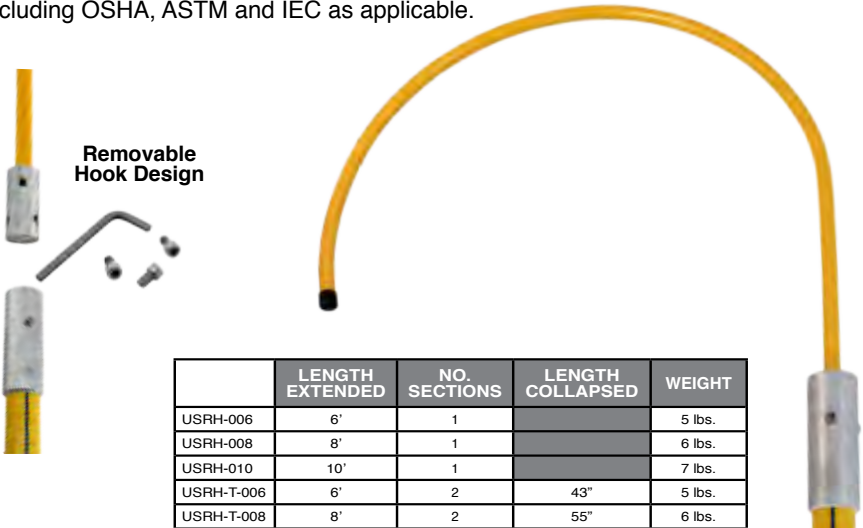 cluding OSHA, ASTM and IEC as applicable.
Removable
Hook Design
LENGTH EXTENDED NO. SECTIONS LENGTH COLLAPSED WEIGHT
USRH-006 6’ 1 5 lbs.
USRH-008 8’ 1 6 lbs.
USRH-010 10’ 1 7 lbs.
USRH-T-006 6’ 2 43” 5 lbs.
USRH-T-008 8’ 2 55” 6 lbs.